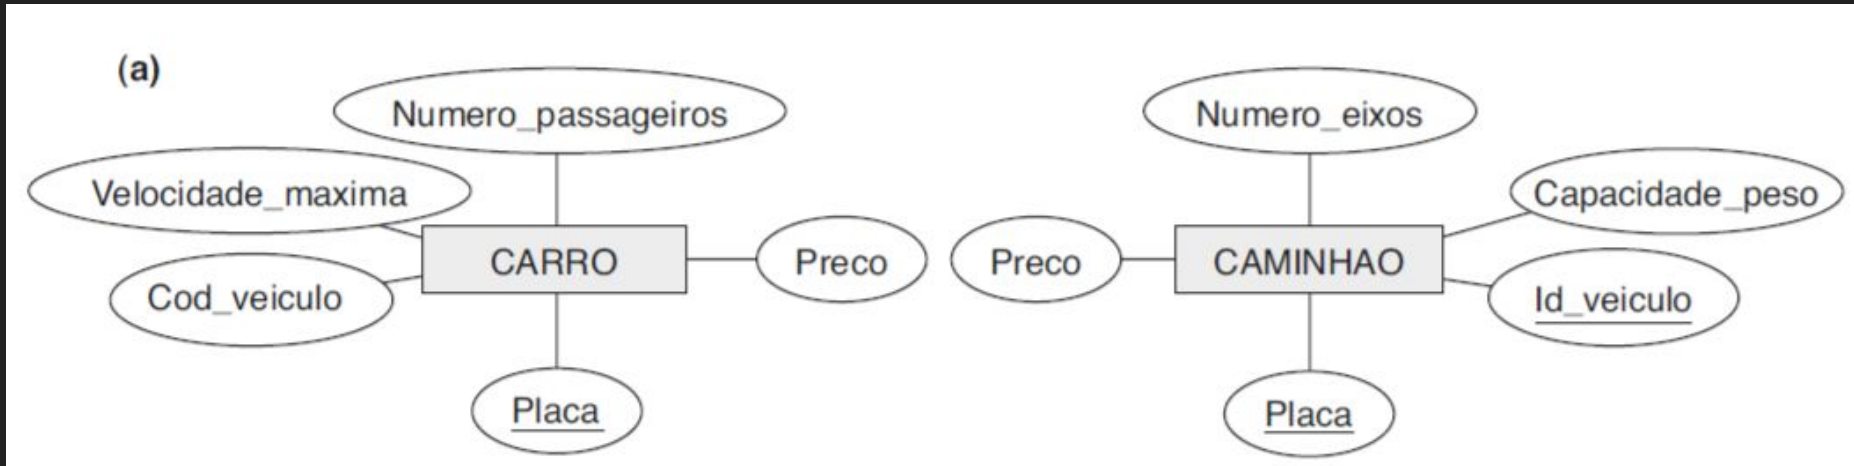 (a)
Numero_passageiros
Velocidade_maxima
CARRO
Preco
Cod_veiculo
Placa
Numero_eixos
Capacidade_peso
Preco
CAMINHAO
Id_veiculo
Placa